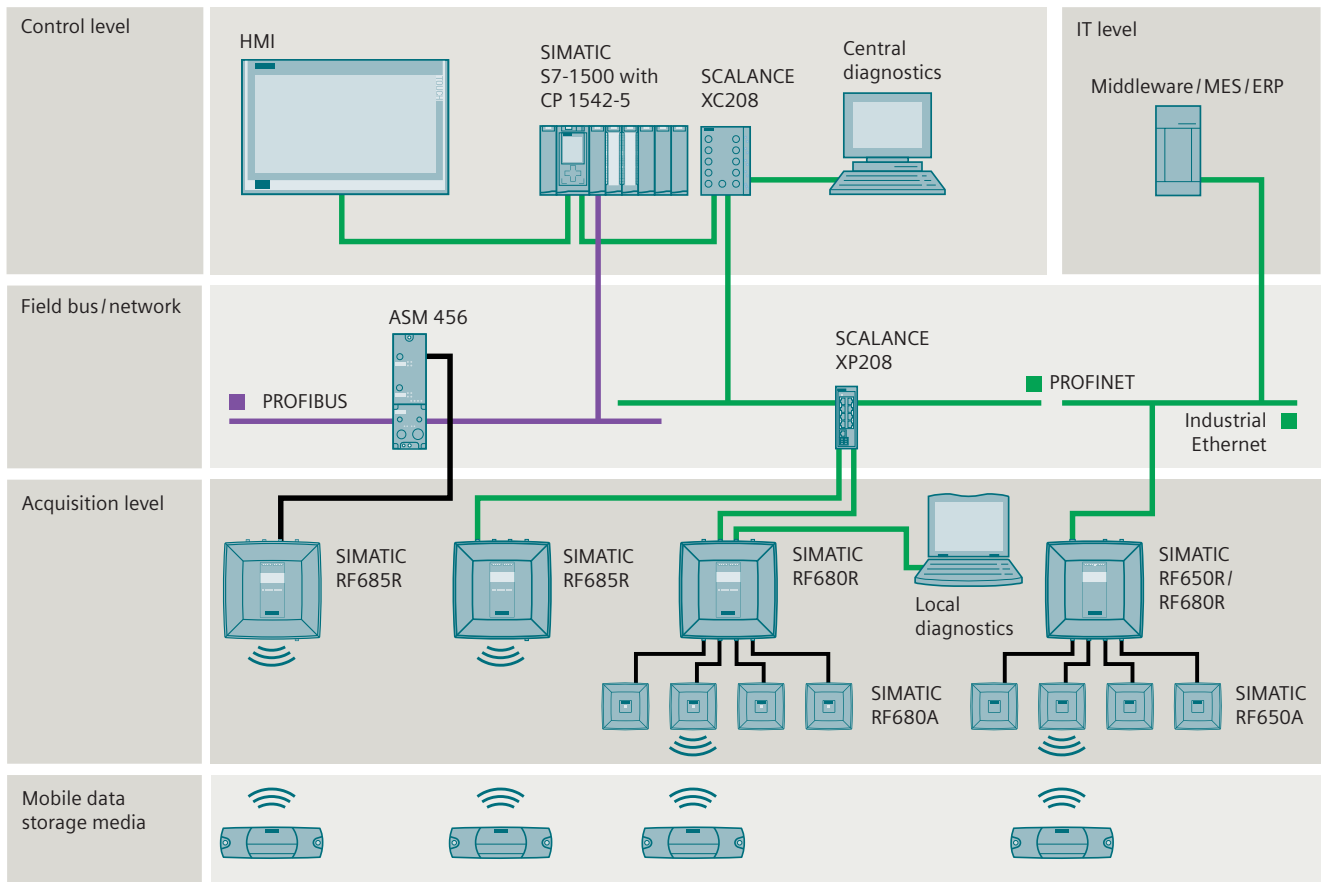 Control level
HMI
SIMATIC
S7-1500 with
CP 1542-5
SCALANCE
XC208
Central
diagnostics
IT level
Middleware/MES/ERP
TOUCH
Field bus/network
ASM 456
PROFIBUS
SCALANCE
XP208
PROFINET
Industrial
Ethernet
Acquisition level
SIMATIC
RF685R
SIMATIC
RF685R
SIMATIC
RF680R
Local
diagnostics
SIMATIC
RF650R/
RF680R
SIMATIC
RF680A
SIMATIC
RF650A
Mobile data
storage media